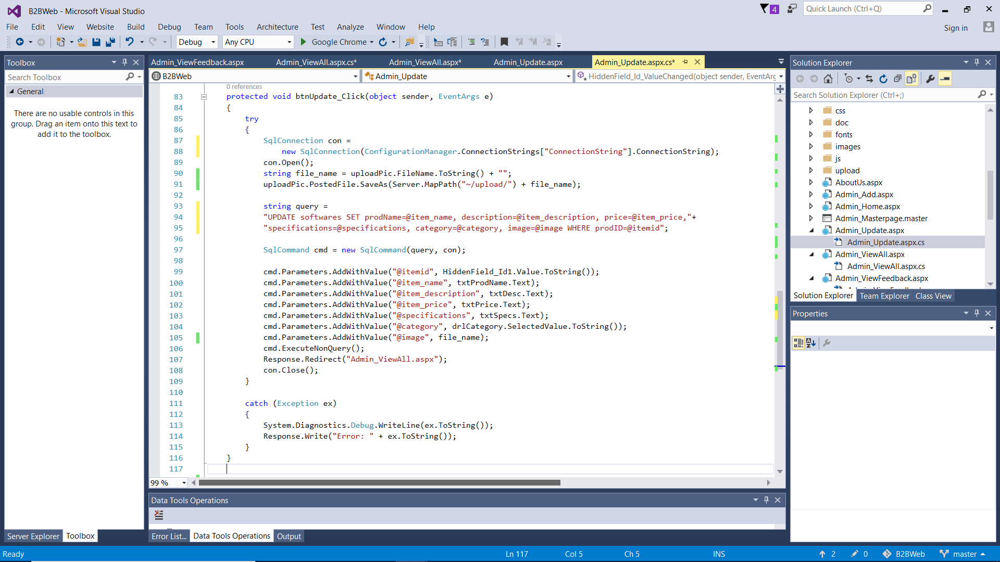 B2BWeb - Microsoft Visual Studio
4
Quick Launch (Ctrl+Q)
File Edit View Website Build Debug Team Tools Architecture Test Analyze Window Help
Sign in
Debug Any CPU Google Chrome
Toolbox
Search Toolbox
General
There are no usable controls in this
group. Drag an item onto this text to
add it to the toolbox.
Server Explorer Toolbox
Admin_ViewFeedback.aspx Admin_ViewAll.aspx.cs* Admin_ViewAll.aspx* Admin_Update.aspx Admin_Update.aspx.cs*
B2BWeb Admin_Update HiddenField_Id_ValueChanged(object sender, EventArg
0 references
83 protected void btnUpdate_Click(object sender, EventArgs e)
84 {
85 try
86 {
87 SqlConnection con =
88 new SqlConnection(ConfigurationManager.ConnectionStrings["ConnectionString"].ConnectionString);
89 con.Open();
90 string file_name = uploadPic.FileName.ToString() + "";
91 uploadPic.PostedFile.SaveAs(Server.MapPath("~/upload/") + file_name);
92
93 string query =
94 "UPDATE softwares SET prodName=@item_name, description=@item_description, price=@item_price,"+
95 "specifications=@specifications, category=@category, image=@image WHERE prodID=@itemid";
96
97 SqlCommand cmd = new SqlCommand(query, con);
98
99 cmd.Parameters.AddWithValue("@itemid", HiddenField_Id1.Value.ToString());
100 cmd.Parameters.AddWithValue("@item_name", txtProdName.Text);
101 cmd.Parameters.AddWithValue("@item_description", txtDesc.Text);
102 cmd.Parameters.AddWithValue("@item_price", txtPrice.Text);
103 cmd.Parameters.AddWithValue("@specifications", txtSpecs.Text);
104 cmd.Parameters.AddWithValue("@category", drlCategory.SelectedValue.ToString());
105 cmd.Parameters.AddWithValue("@image", file_name);
106 cmd.ExecuteNonQuery();
107 Response.Redirect("Admin_ViewAll.aspx");
108 con.Close();
109 }
110
111 catch (Exception ex)
112 {
113 System.Diagnostics.Debug.WriteLine(ex.ToString());
114 Response.Write("Error: " + ex.ToString());
115 }
116 }
117
99 %
Data Tools Operations
Error List... Data Tools Operations Output
Solution Explorer
Search Solution Explorer (Ctrl+;)
css
doc
fonts
images
js
upload
AboutUs.aspx
Admin_Add.aspx
Admin_Home.aspx
Admin_Masterpage.master
Admin_Update.aspx
Admin_Update.aspx.cs
Admin_ViewAll.aspx
Admin_ViewAll.aspx.cs
Admin_ViewFeedback.aspx
Solution Explorer Team Explorer Class View
Properties
Ready Ln 117 Col 5 Ch 5 INS 2 0 B2BWeb master